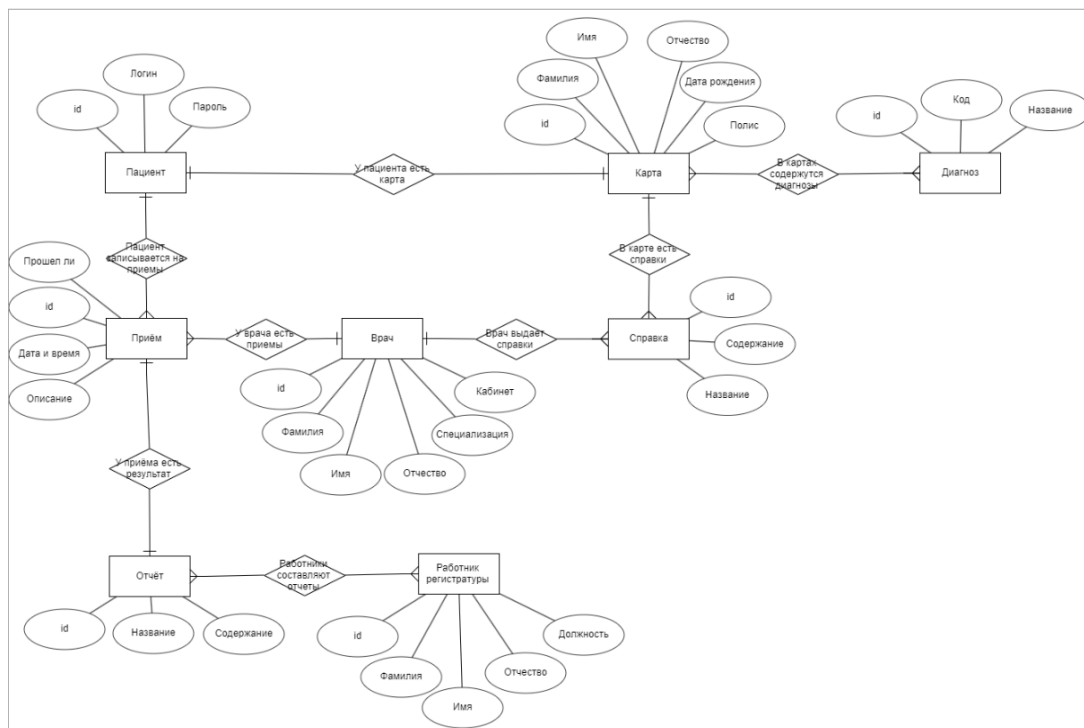 Имя
Отчество
Логин
Фамилия
Дата рождения
Код
id
Пароль
id
Полис
id
Название
Пациент
У пациента есть
карта
Карта
В картах
содержутся
диагнозы
Диагноз
Пациент
записывается на
приемы
Прошел ли
В карте есть
справки
id
id
Приём
У врача есть
приемы
Врач
Врач выдает
справки
Справка
Дата и время
Содержание
Описание
id
Кабинет
Название
Фамилия
Специализация
Имя
Отчество
У приёма есть
результат
Отчёт
Работники
составляют
отчеты
Работник
регистратуры
id
Название
Содержание
id
Должность
Фамилия
Отчество
Имя